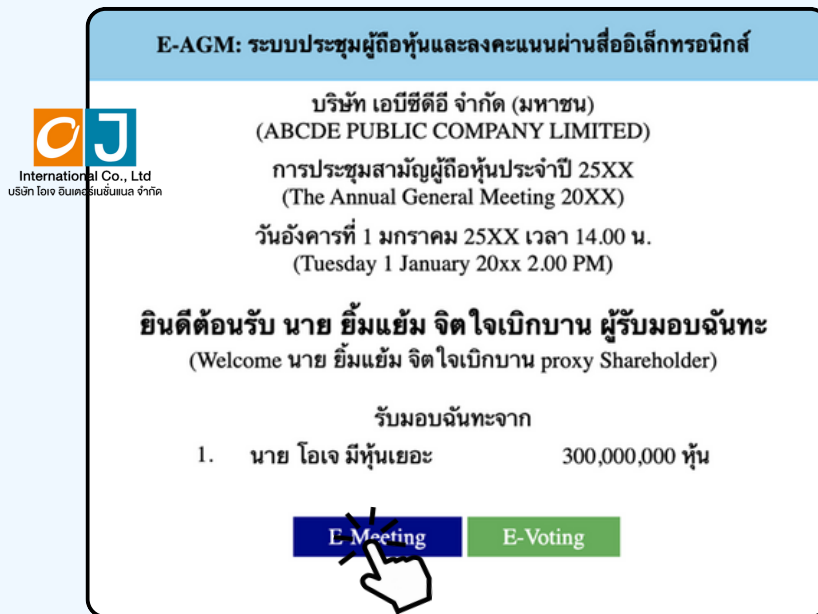 E-AGM: ระบบประชุมผู้ถือหุ้นและลงคะแนนผ่านสื่ออิเล็กทรอนิกส์
บริษัท เอบีซีดีอี จำกัด (มหาชน)
(ABCDE PUBLIC COMPANY LIMITED)
OJ
International Co., Ltd
บริษัท โอเจ อินเตอร์เนชั่นแนล จำกัด
การประชุมสามัญผู้ถือหุ้นประจำปี 25XX
(The Annual General Meeting 20XX)
วันอังคารที่ 1 มกราคม 25XX เวลา 14.00 น.
(Tuesday 1 January 20xx 2.00 PM)
ยินดีต้อนรับ นาย ยิ้มแย้ม จิตใจเบิกบาน ผู้รับมอบฉันทะ
(Welcome นาย ยิ้มแย้ม จิตใจเบิกบาน proxy Shareholder)
รับมอบฉันทะจาก
1. นาย โอเจ มีหุ้นเยอะ 300,000,000 หุ้น
E-Meeting E-Voting